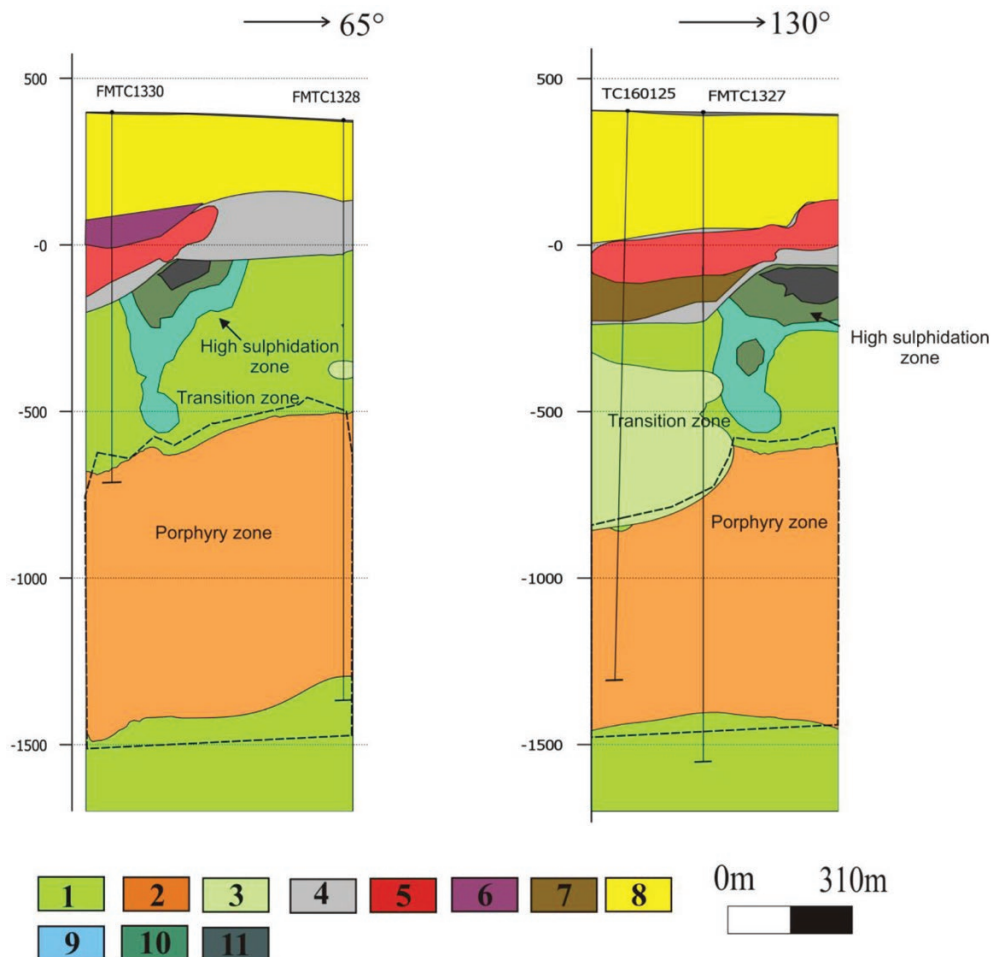 65°
130°
500
FMTC1330
FMTC1328
-0
High sulphidation
zone
Transition zone
-500
Porphyry zone
-1000
-1500
500
TC160125
FMTC1327
-0
High sulphidation
zone
-500
Transition zone
Porphyry zone
-1000
-1500
1 2 3 4 5 6 7 8
9 10 11
0m 310m